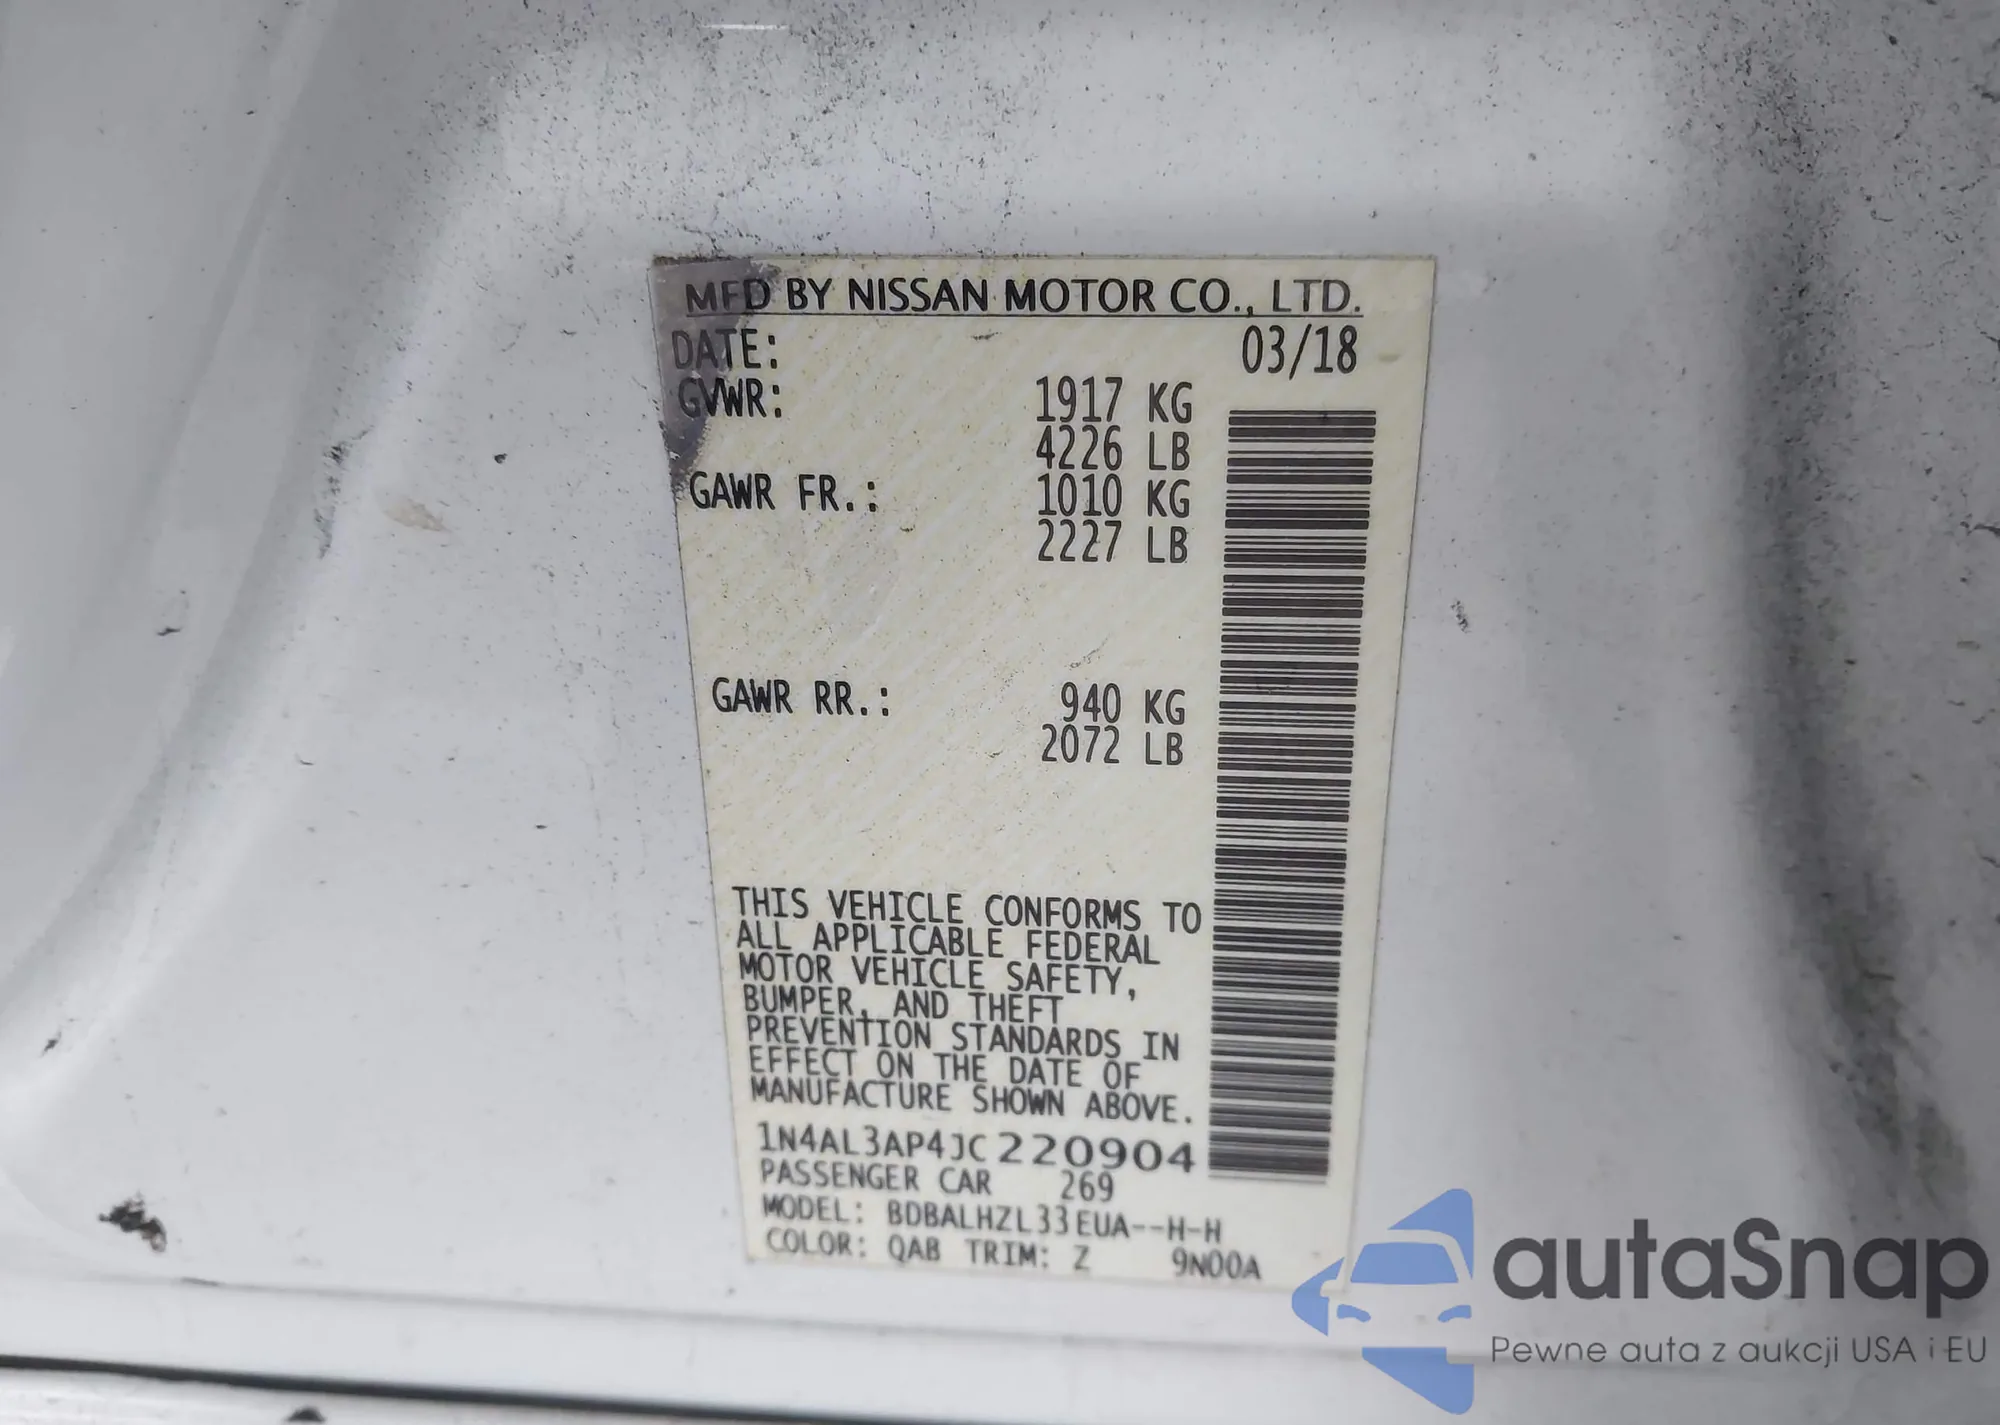 MFD BY NISSAN MOTOR CO., LTD.
DATE: 03/18
GVWR: 1917 KG
4226 LB
GAWR FR.: 1010 KG
2227 LB
GAWR RR.: 940 KG
2072 LB
THIS VEHICLE CONFORMS TO
ALL APPLICABLE FEDERAL
MOTOR VEHICLE SAFETY,
BUMPER, AND THEFT
PREVENTION STANDARDS IN
EFFECT ON THE DATE OF
MANUFACTURE SHOWN ABOVE.
1N4AL3AP4JC220904
PASSENGER CAR 269
MODEL: BDBALHZL33EUA--H-H
COLOR: QAB TRIM: Z 9N00A
autaSnap
Pewne auta z aukcji USA i EU